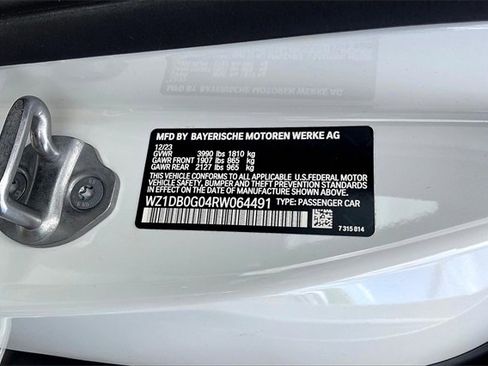 MFD BY BAYERISCHE MOTOREN WERKE AG
12/23
GVWR 3990 lbs 1810 kg
GAWR FRONT 1907 lbs 865 kg
GAWR REAR 2127 lbs 965 kg
THIS VEHICLE CONFORMS TO ALL APPLICABLE
U.S.FEDERAL MOTOR VEHICLE SAFETY, BUMPER,
AND THEFT PREVENTION STANDARDS IN EFFECT ON
THE DATE OF MANUFACTURE SHOWN ABOVE.
WZ1DB0G04RW064491 TYPE: PASSENGER CAR
7 315 014